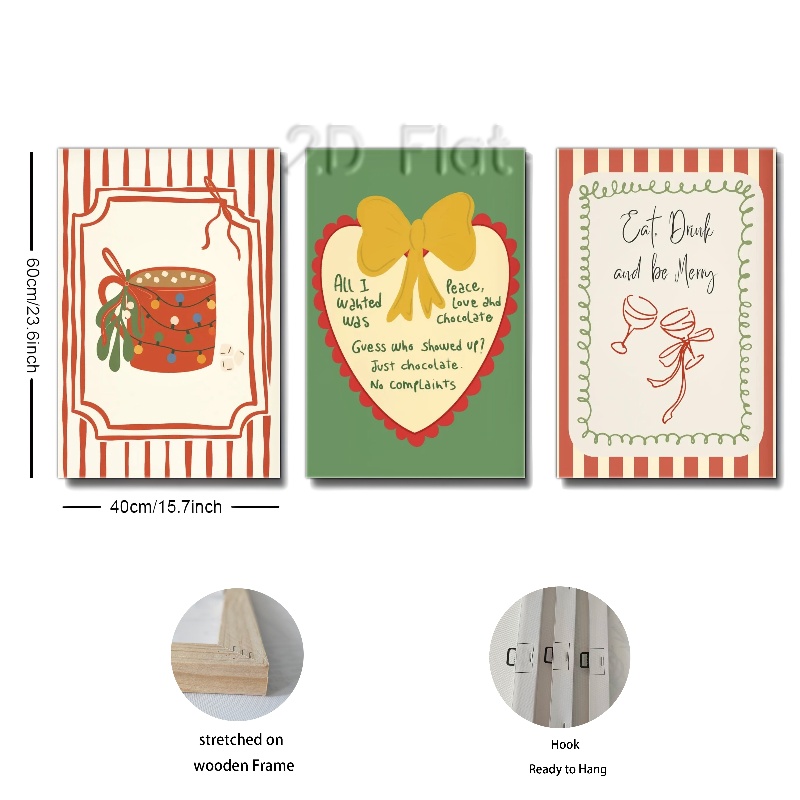 2D Flat
60cm/23.6inch
40cm/15.7inch
All I
wanted
was
Peace,
love and
chocolate
Guess who showed up?
Just chocolate.
No complaints
Eat, Drink
and be Merry
stretched on
wooden Frame
Hook
Ready to Hang